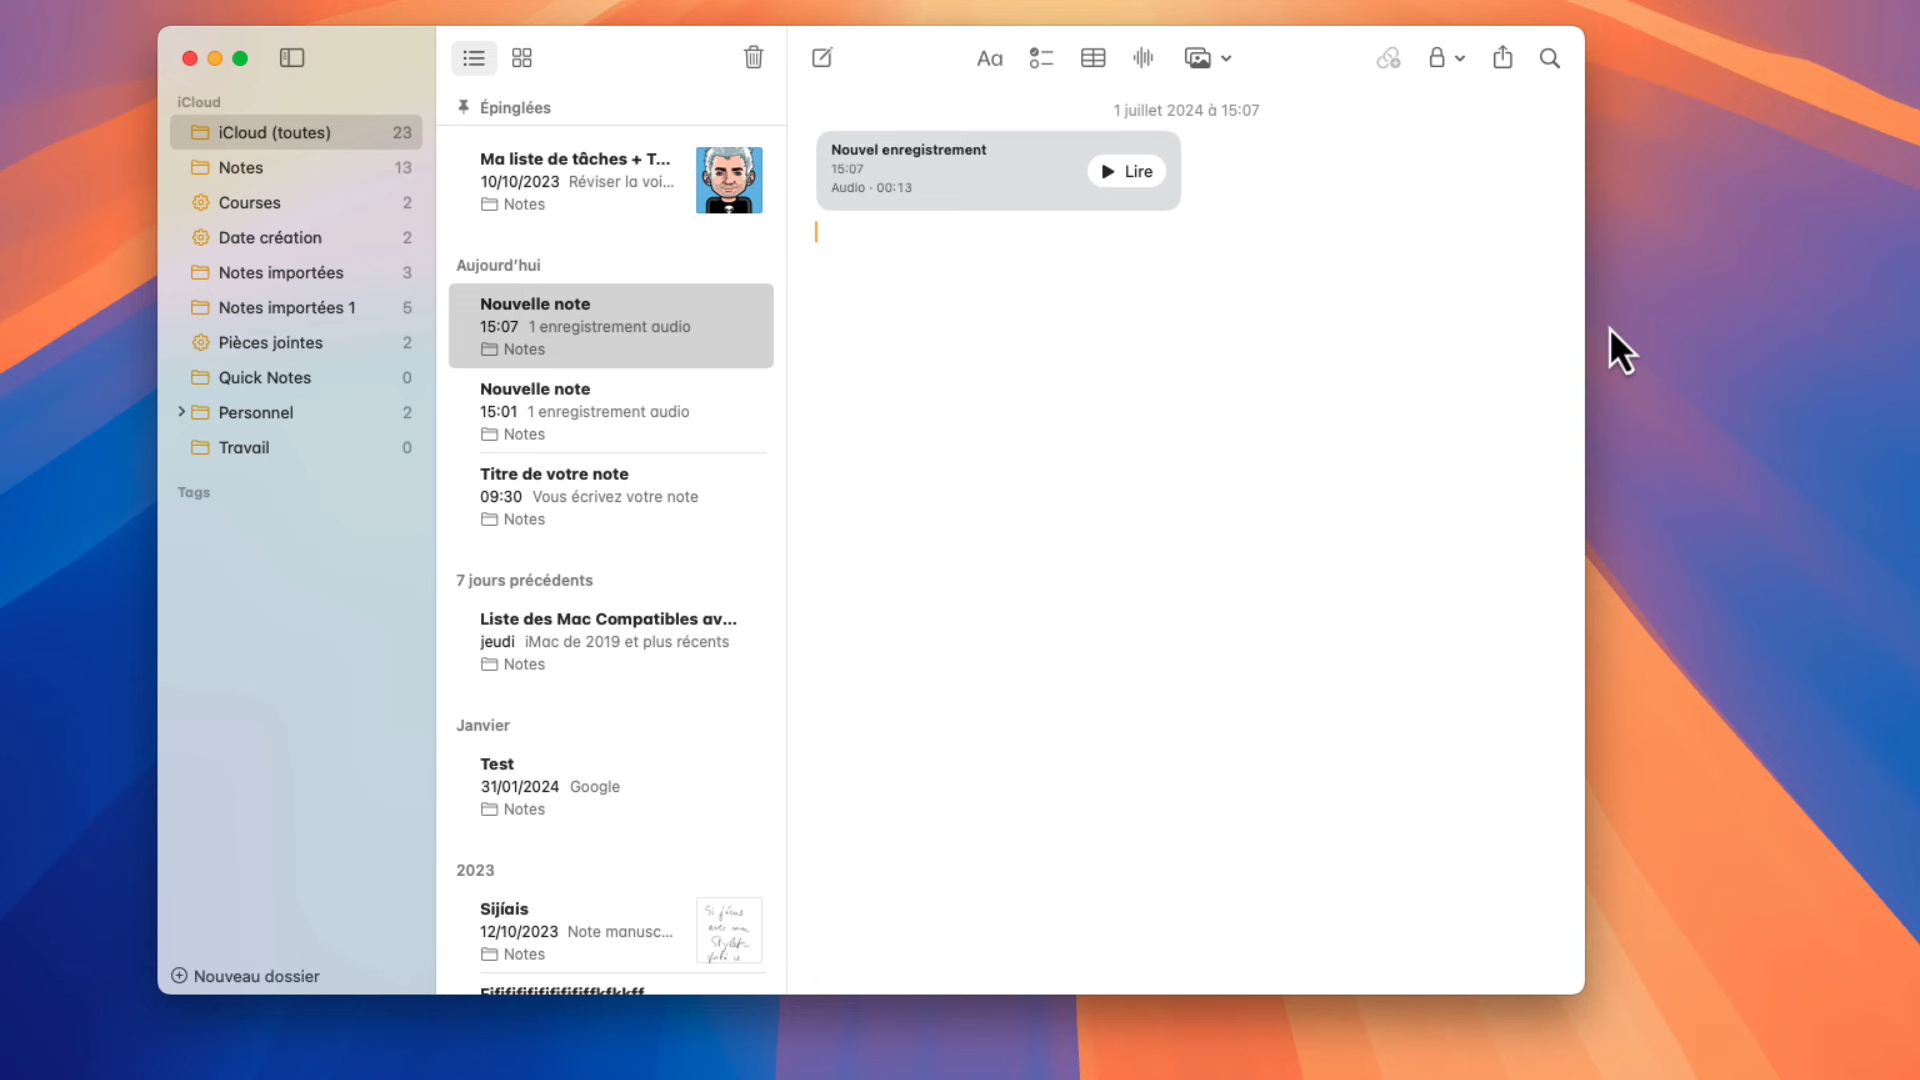 iCloud
iCloud (toutes) 23
Notes 13
Courses 2
Date création 2
Notes importées 3
Notes importées 1 5
Pièces jointes 2
Quick Notes 0
Personnel 2
Travail 0
Tags
Nouveau dossier
Épinglées
Ma liste de tâches + T...
10/10/2023 Réviser la voi...
Notes
Aujourd'hui
Nouvelle note
15:07 1 enregistrement audio
Notes
Nouvelle note
15:01 1 enregistrement audio
Notes
Titre de votre note
09:30 Vous écrivez votre note
Notes
7 jours précédents
Liste des Mac Compatibles av...
jeudi iMac de 2019 et plus récents
Notes
Janvier
Test
31/01/2024 Google
Notes
2023
Sijíais
12/10/2023 Note manusc...
Notes
Aa
1 juillet 2024 à 15:07
Nouvel enregistrement
15:07
Audio · 00:13
Lire